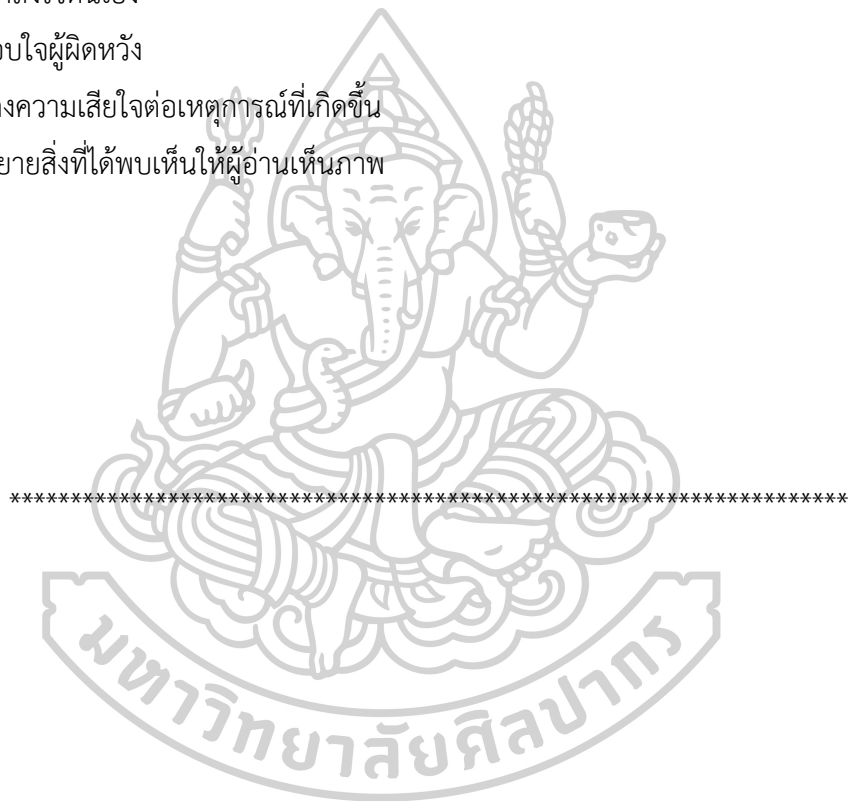 บใจผู้ผิดหวัง
งความเสียใจต่อเหตุการณ์ที่เกิดขึ้น
ยายสิ่งที่ได้พบเห็นให้ผู้อ่านเห็นภาพ
*********************************************************************
มหาวิทยาลัยศิลปากร